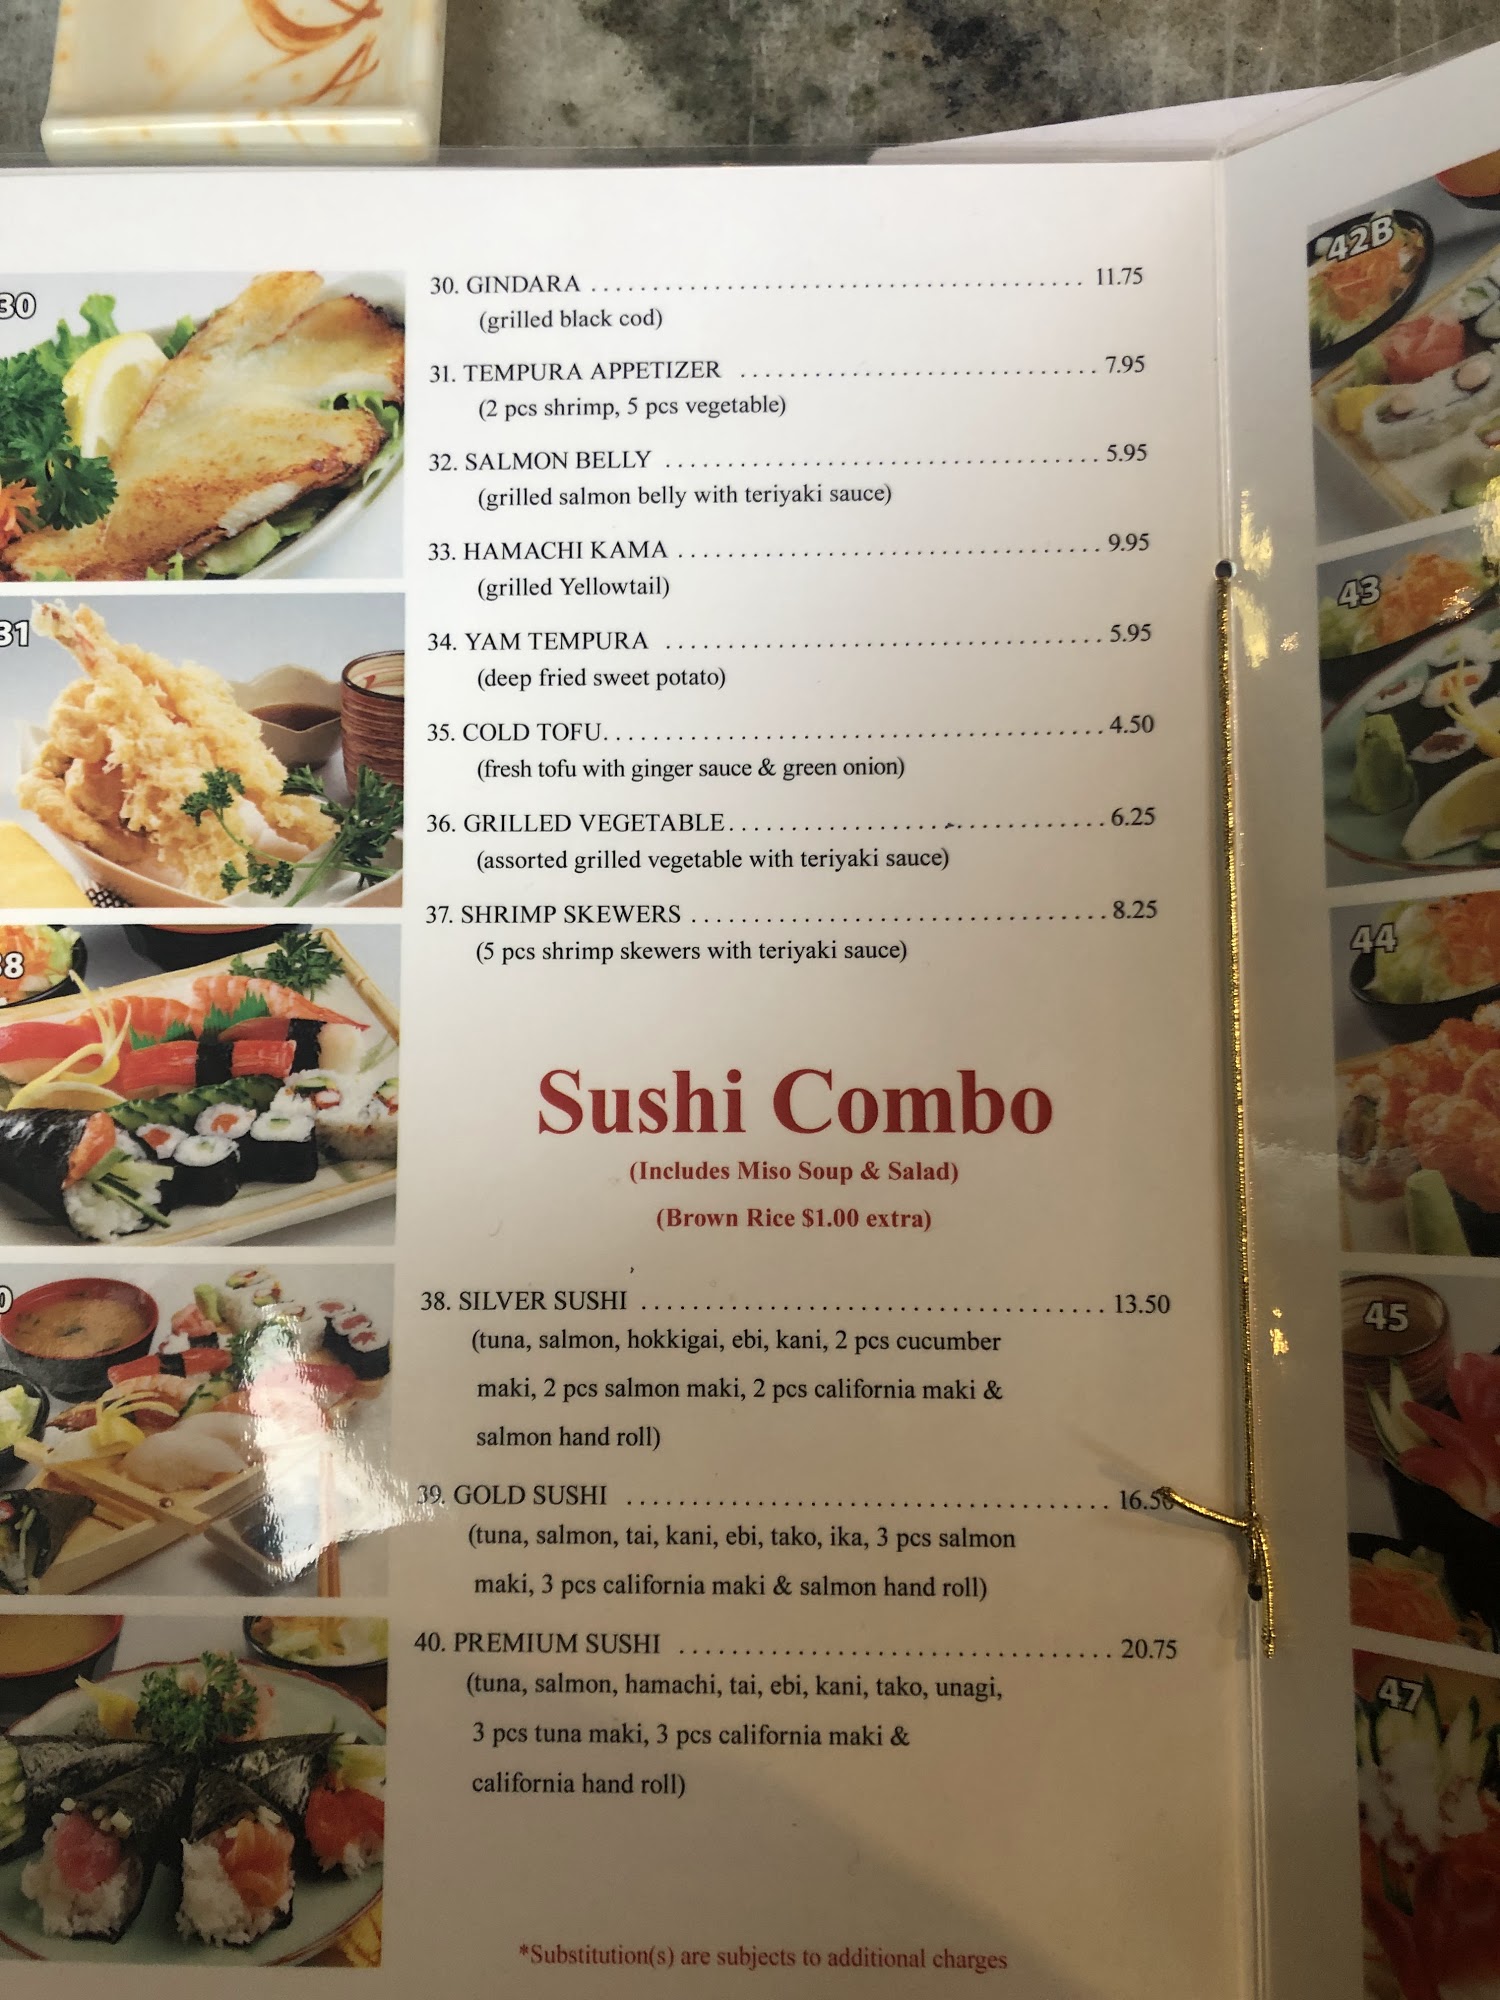 30. GINDARA ........................................ 11.75
(grilled black cod)
31. TEMPURA APPETIZER ............................. 7.95
(2 pcs shrimp, 5 pcs vegetable)
32. SALMON BELLY ................................... 5.95
(grilled salmon belly with teriyaki sauce)
33. HAMACHI KAMA .................................. 9.95
(grilled Yellowtail)
34. YAM TEMPURA ................................... 5.95
(deep fried sweet potato)
35. COLD TOFU........................................ 4.50
(fresh tofu with ginger sauce & green onion)
36. GRILLED VEGETABLE............................... 6.25
(assorted grilled vegetable with teriyaki sauce)
37. SHRIMP SKEWERS .................................. 8.25
(5 pcs shrimp skewers with teriyaki sauce)
Sushi Combo
(Includes Miso Soup & Salad)
(Brown Rice $1.00 extra)
38. SILVER SUSHI ..................................... 13.50
(tuna, salmon, hokkigai, ebi, kani, 2 pcs cucumber
maki, 2 pcs salmon maki, 2 pcs california maki &
salmon hand roll)
39. GOLD SUSHI ....................................... 16.50
(tuna, salmon, tai, kani, ebi, tako, ika, 3 pcs salmon
maki, 3 pcs california maki & salmon hand roll)
40. PREMIUM SUSHI ................................... 20.75
(tuna, salmon, hamachi, tai, ebi, kani, tako, unagi,
3 pcs tuna maki, 3 pcs california maki &
california hand roll)
*Substitution(s) are subjects to additional charges
30
31
42B
43
44
45
47